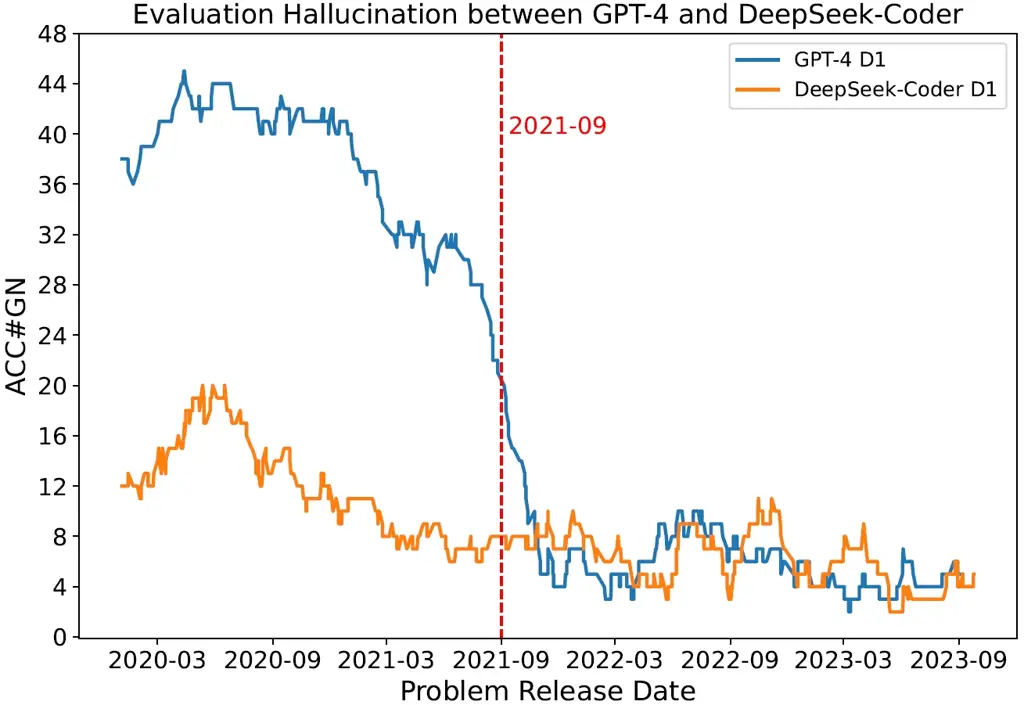 Evaluation Hallucination between GPT-4 and DeepSeek-Coder
48
44
40
36
32
28
24
20
16
12
8
4
0
ACC#GN
GPT-4 D1
DeepSeek-Coder D1
2021-09
2020-03 2020-09 2021-03 2021-09 2022-03 2022-09 2023-03 2023-09
Problem Release Date